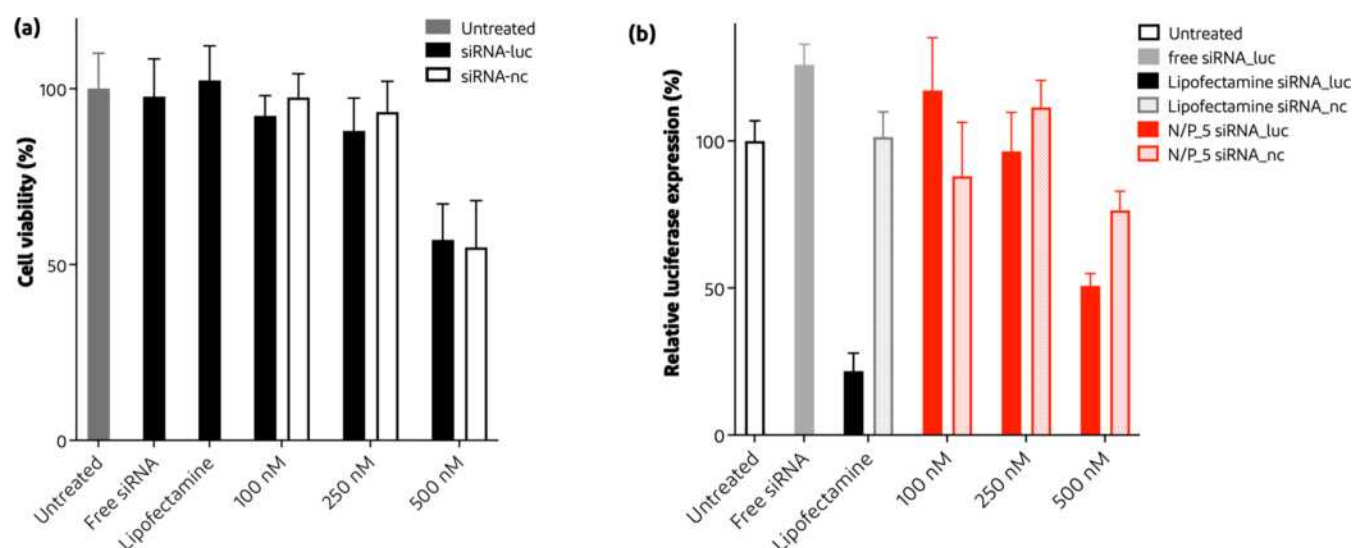 (a)
Cell viability (%)
100
50
0
Untreated
siRNA-luc
siRNA-nc
Untreated
Free siRNA
Lipofectamine
100 nM
250 nM
500 nM
(b)
Relative luciferase expression (%)
100
50
0
Untreated
free siRNA_luc
Lipofectamine siRNA_luc
Lipofectamine siRNA_nc
N/P_5 siRNA_luc
N/P_5 siRNA_nc
Untreated
Free siRNA
Lipofectamine
100 nM
250 nM
500 nM